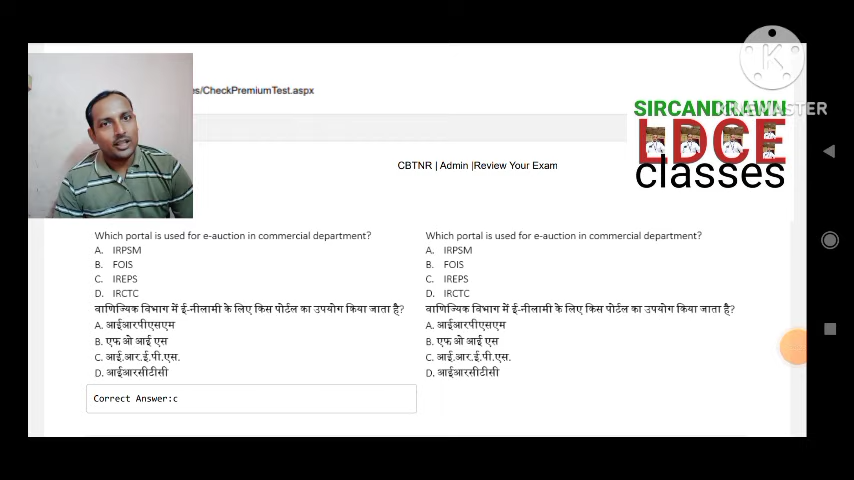 s/CheckPremiumTest.aspx
SIRCANDRAWN
KINEMASTER
LDCE
classes
CBTNR | Admin |Review Your Exam
Which portal is used for e-auction in commercial department?
A. IRPSM
B. FOIS
C. IREPS
D. IRCTC
वाणिज्यिक विभाग में ई-नीलामी के लिए किस पोर्टल का उपयोग किया जाता है?
A. आईआरपीएसएम
B. एफ ओ आई एस
C. आई.आर.ई.पी.एस.
D. आईआरसीटीसी
Correct Answer:c
Which portal is used for e-auction in commercial department?
A. IRPSM
B. FOIS
C. IREPS
D. IRCTC
वाणिज्यिक विभाग में ई-नीलामी के लिए किस पोर्टल का उपयोग किया जाता है?
A. आईआरपीएसएम
B. एफ ओ आई एस
C. आई.आर.ई.पी.एस.
D. आईआरसीटीसी